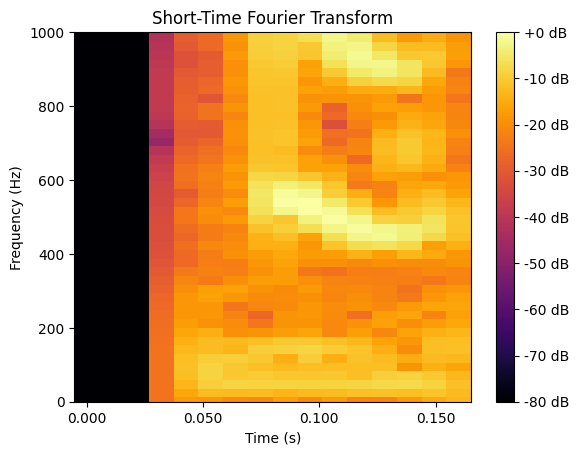 Short-Time Fourier Transform
1000
800
600
400
200
0
Frequency (Hz)
0.000
0.050
0.100
0.150
Time (s)
+0 dB
-10 dB
-20 dB
-30 dB
-40 dB
-50 dB
-60 dB
-70 dB
-80 dB